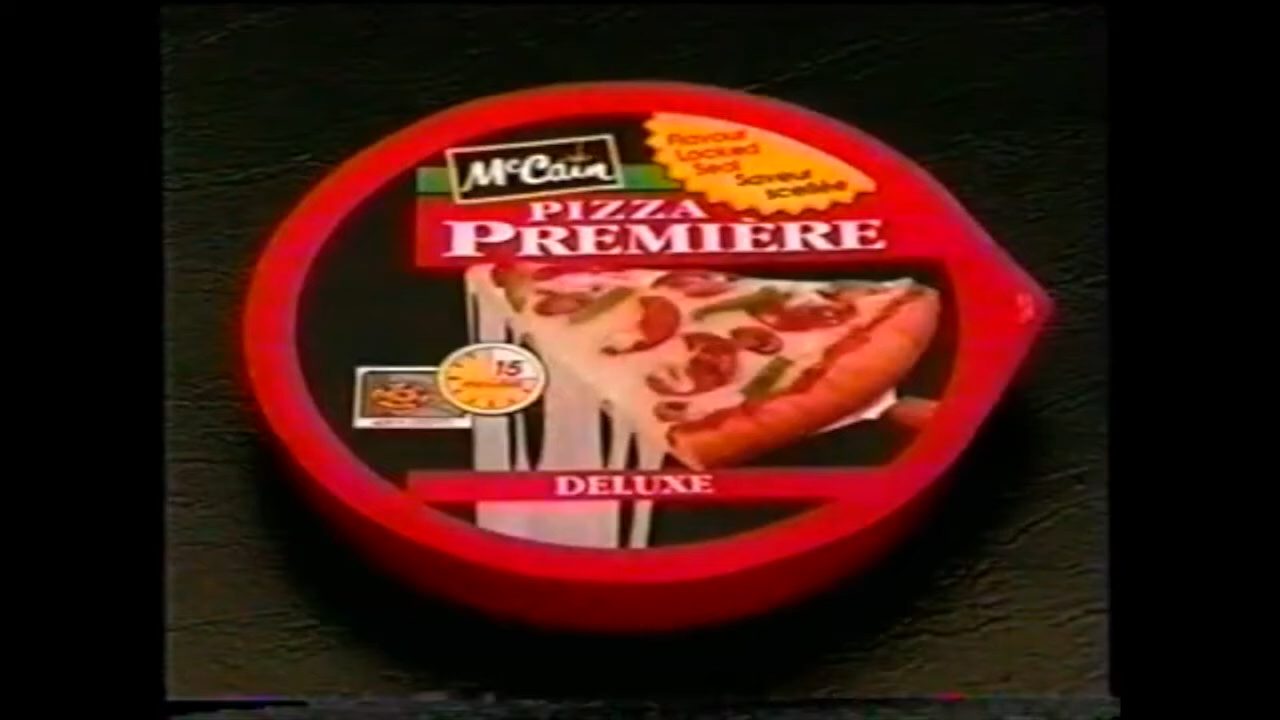 McCain
Flavour
Locked
Seal
Saveur
scellée
PIZZA
PREMIÈRE
15
DELUXE